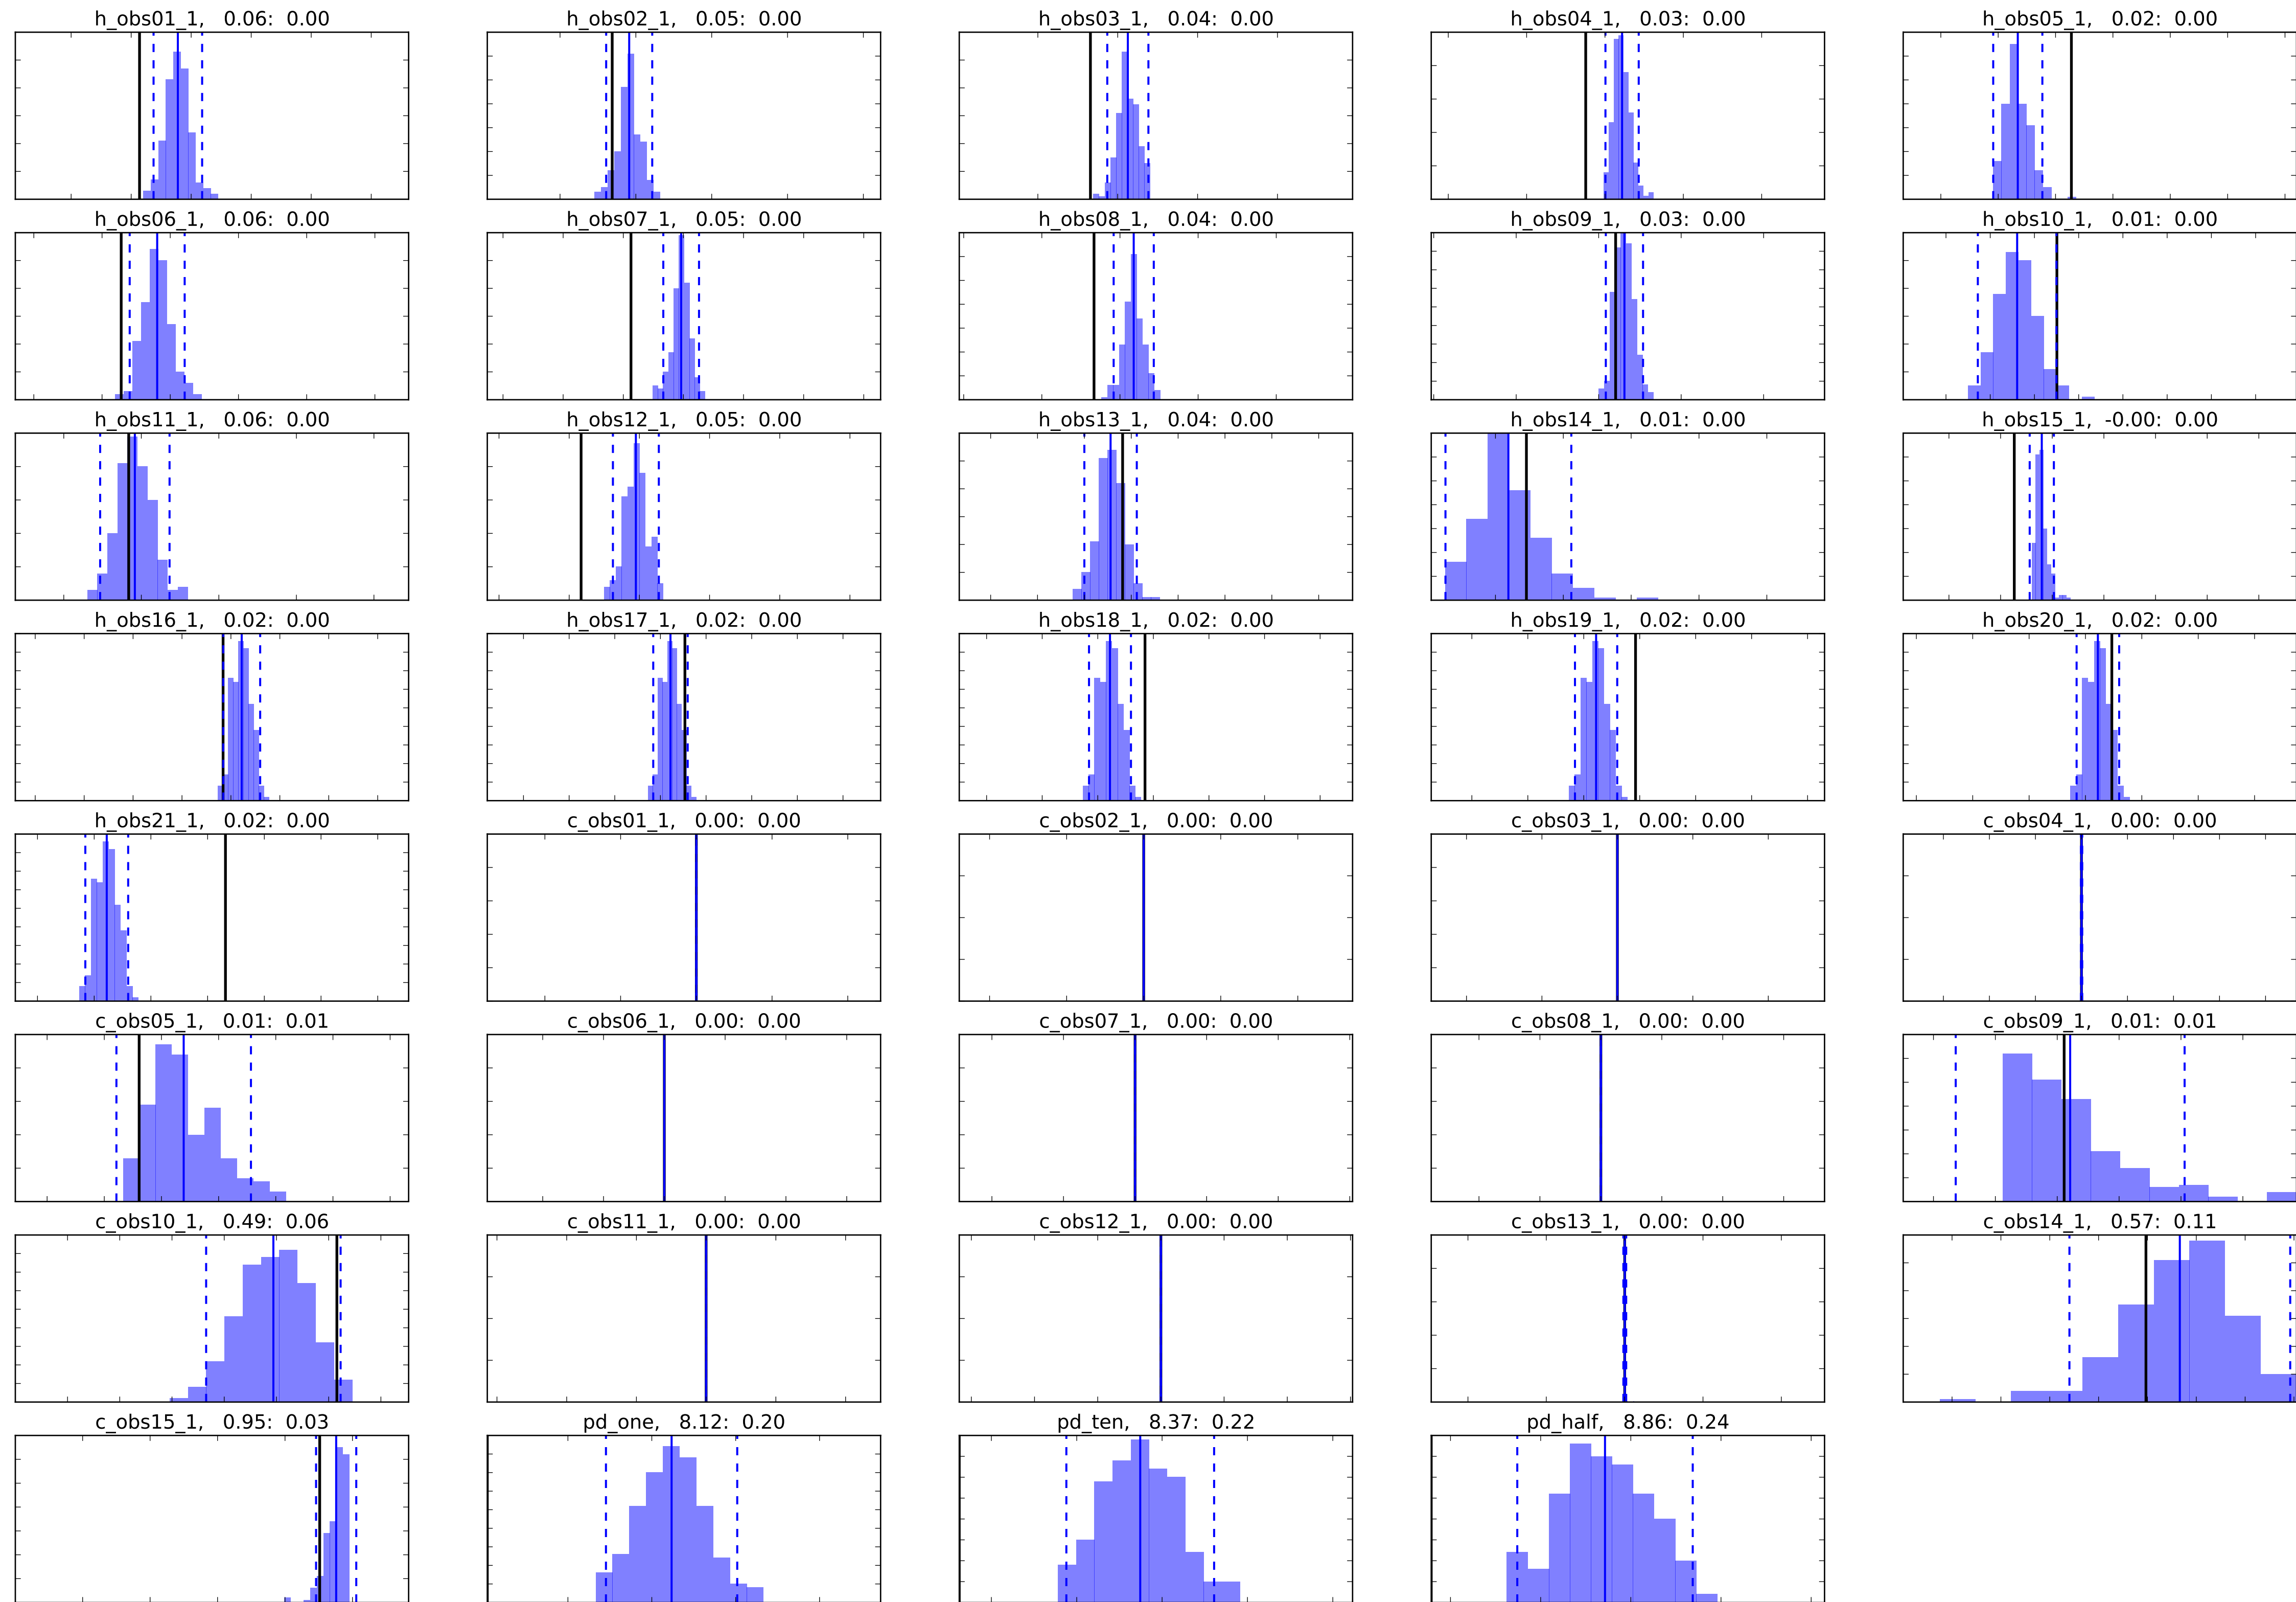 h_obs01_1, 0.06: 0.00
h_obs02_1, 0.05: 0.00
h_obs03_1, 0.04: 0.00
h_obs04_1, 0.03: 0.00
h_obs05_1, 0.02: 0.00
h_obs06_1, 0.06: 0.00
h_obs07_1, 0.05: 0.00
h_obs08_1, 0.04: 0.00
h_obs09_1, 0.03: 0.00
h_obs10_1, 0.01: 0.00
h_obs11_1, 0.06: 0.00
h_obs12_1, 0.05: 0.00
h_obs13_1, 0.04: 0.00
h_obs14_1, 0.01: 0.00
h_obs15_1, -0.00: 0.00
h_obs16_1, 0.02: 0.00
h_obs17_1, 0.02: 0.00
h_obs18_1, 0.02: 0.00
h_obs19_1, 0.02: 0.00
h_obs20_1, 0.02: 0.00
h_obs21_1, 0.02: 0.00
c_obs01_1, 0.00: 0.00
c_obs02_1, 0.00: 0.00
c_obs03_1, 0.00: 0.00
c_obs04_1, 0.00: 0.00
c_obs05_1, 0.01: 0.01
c_obs06_1, 0.00: 0.00
c_obs07_1, 0.00: 0.00
c_obs08_1, 0.00: 0.00
c_obs09_1, 0.01: 0.01
c_obs10_1, 0.49: 0.06
c_obs11_1, 0.00: 0.00
c_obs12_1, 0.00: 0.00
c_obs13_1, 0.00: 0.00
c_obs14_1, 0.57: 0.11
c_obs15_1, 0.95: 0.03
pd_one, 8.12: 0.20
pd_ten, 8.37: 0.22
pd_half, 8.86: 0.24